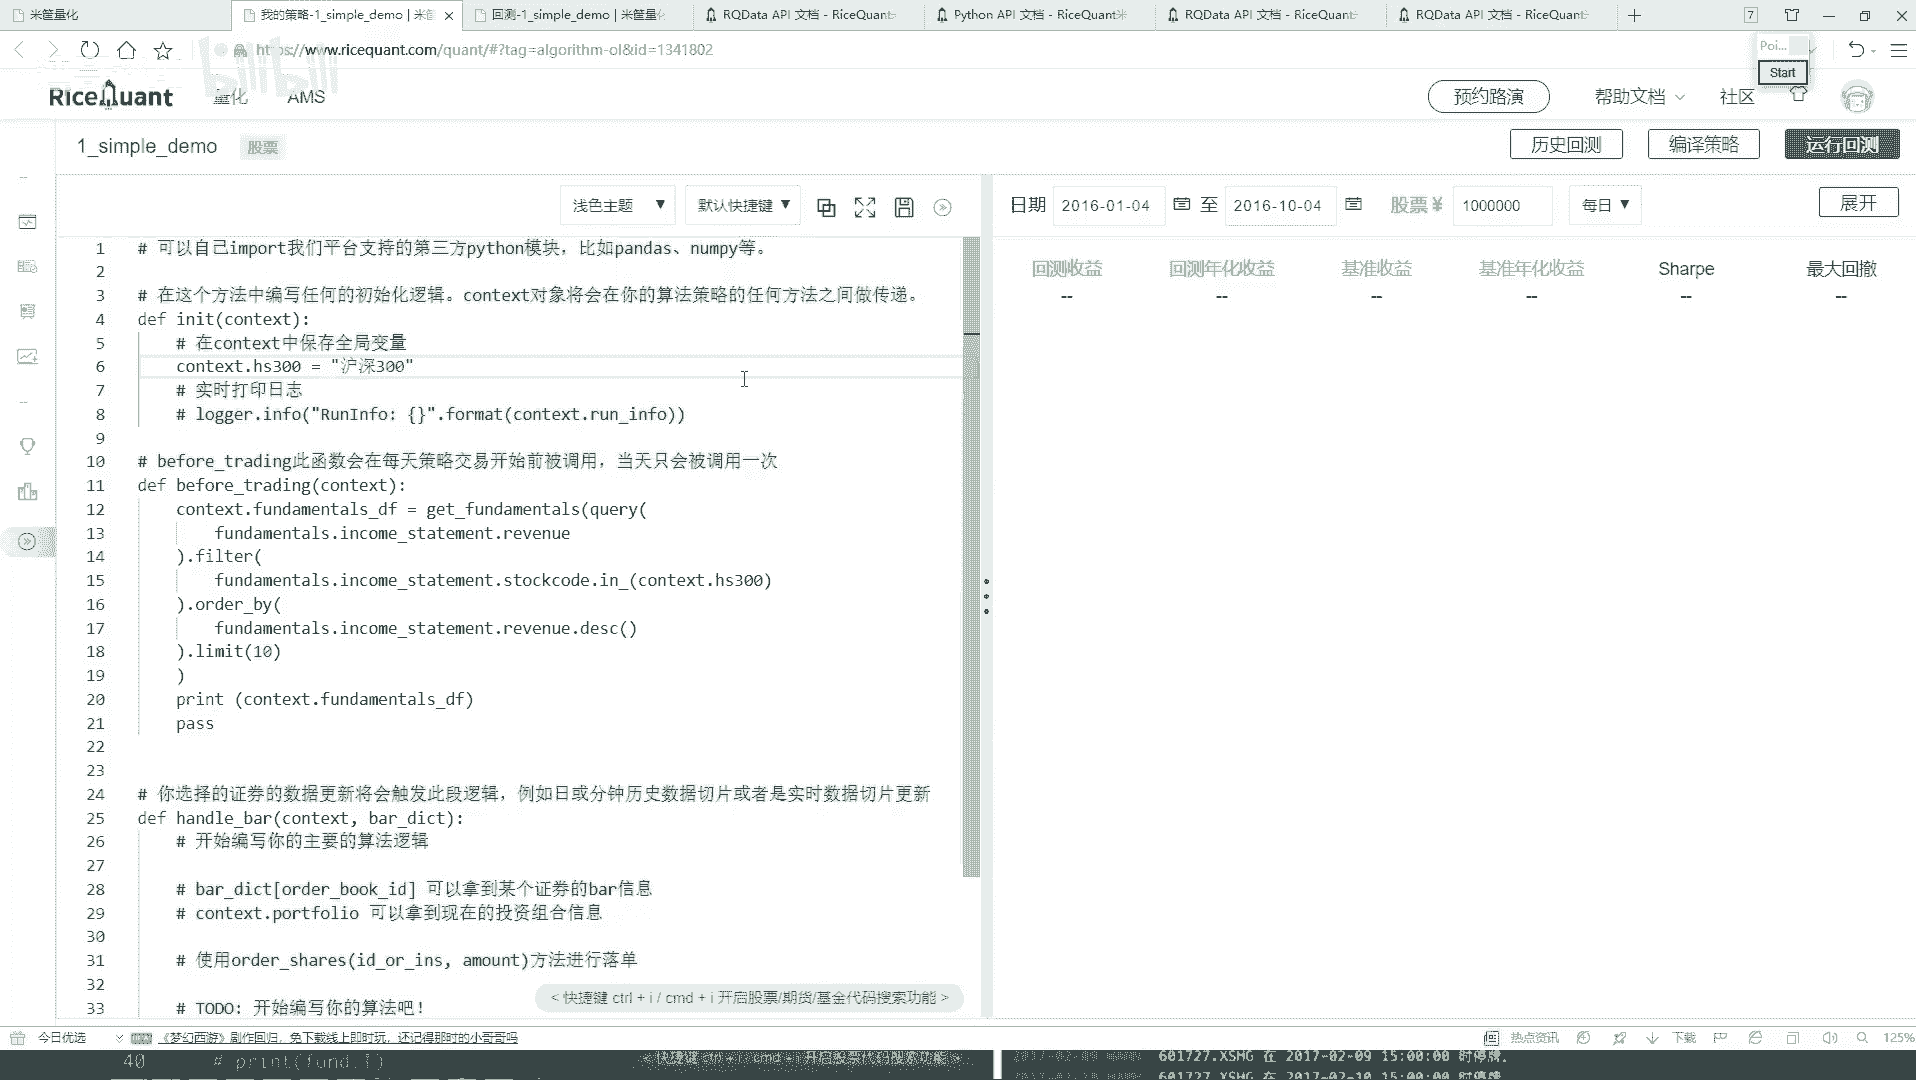 米筐量化
我的策略-1_simple_demo | 米筐
回测-1_simple_demo | 米筐量化
RQData API 文档 - RiceQuant
Python API 文档 - RiceQuant米
RQData API 文档 - RiceQuant
RQData API 文档 - RiceQuant
7
https://www.ricequant.com/quant/#?tag=algorithm-ol&id=1341802
bilibili
Poi...
Start
RiceQuant
量化
AMS
预约路演
帮助文档
社区
1_simple_demo
股票
历史回测
编译策略
运行回测
浅色主题
默认快捷键
日期
2016-01-04
至
2016-10-04
股票 ¥
1000000
每日
展开
回测收益
回测年化收益
基准收益
基准年化收益
Sharpe
最大回撤
-- -- -- -- -- --
1 # 可以自己import我们平台支持的第三方python模块，比如pandas、numpy等。
2
3 # 在这个方法中编写任何的初始化逻辑。context对象将会在你的算法策略的任何方法之间做传递。
4 def init(context):
5 # 在context中保存全局变量
6 context.hs300 = "沪深300"
7 # 实时打印日志
8 # logger.info("RunInfo: {}".format(context.run_info))
9
10 # before_trading此函数会在每天策略交易开始前被调用，当天只会被调用一次
11 def before_trading(context):
12 context.fundamentals_df = get_fundamentals(query(
13 fundamentals.income_statement.revenue
14 ).filter(
15 fundamentals.income_statement.stockcode.in_(context.hs300)
16 ).order_by(
17 fundamentals.income_statement.revenue.desc()
18 ).limit(10)
19 )
20 print (context.fundamentals_df)
21 pass
22
23
24 # 你选择的证券的数据更新将会触发此段逻辑，例如日或分钟历史数据切片或者是实时数据切片更新
25 def handle_bar(context, bar_dict):
26 # 开始编写你的主要的算法逻辑
27
28 # bar_dict[order_book_id] 可以拿到某个证券的bar信息
29 # context.portfolio 可以拿到现在的投资组合信息
30
31 # 使用order_shares(id_or_ins, amount)方法进行落单
32
33 # TODO: 开始编写你的算法吧！
< 快捷键 ctrl + i / cmd + i 开启股票/期货/基金代码搜索功能 >
今日优选
《梦幻西游》剧作回归，免下载线上即时玩，还记得那时的小哥哥吗
热点资讯
下载
125%
40 # print(fund.T)
601727.XSHG 在 2017-02-09 15:00:00 时停牌。
601727.XSHG 在 2017-02-10 15:00:00 时停牌。